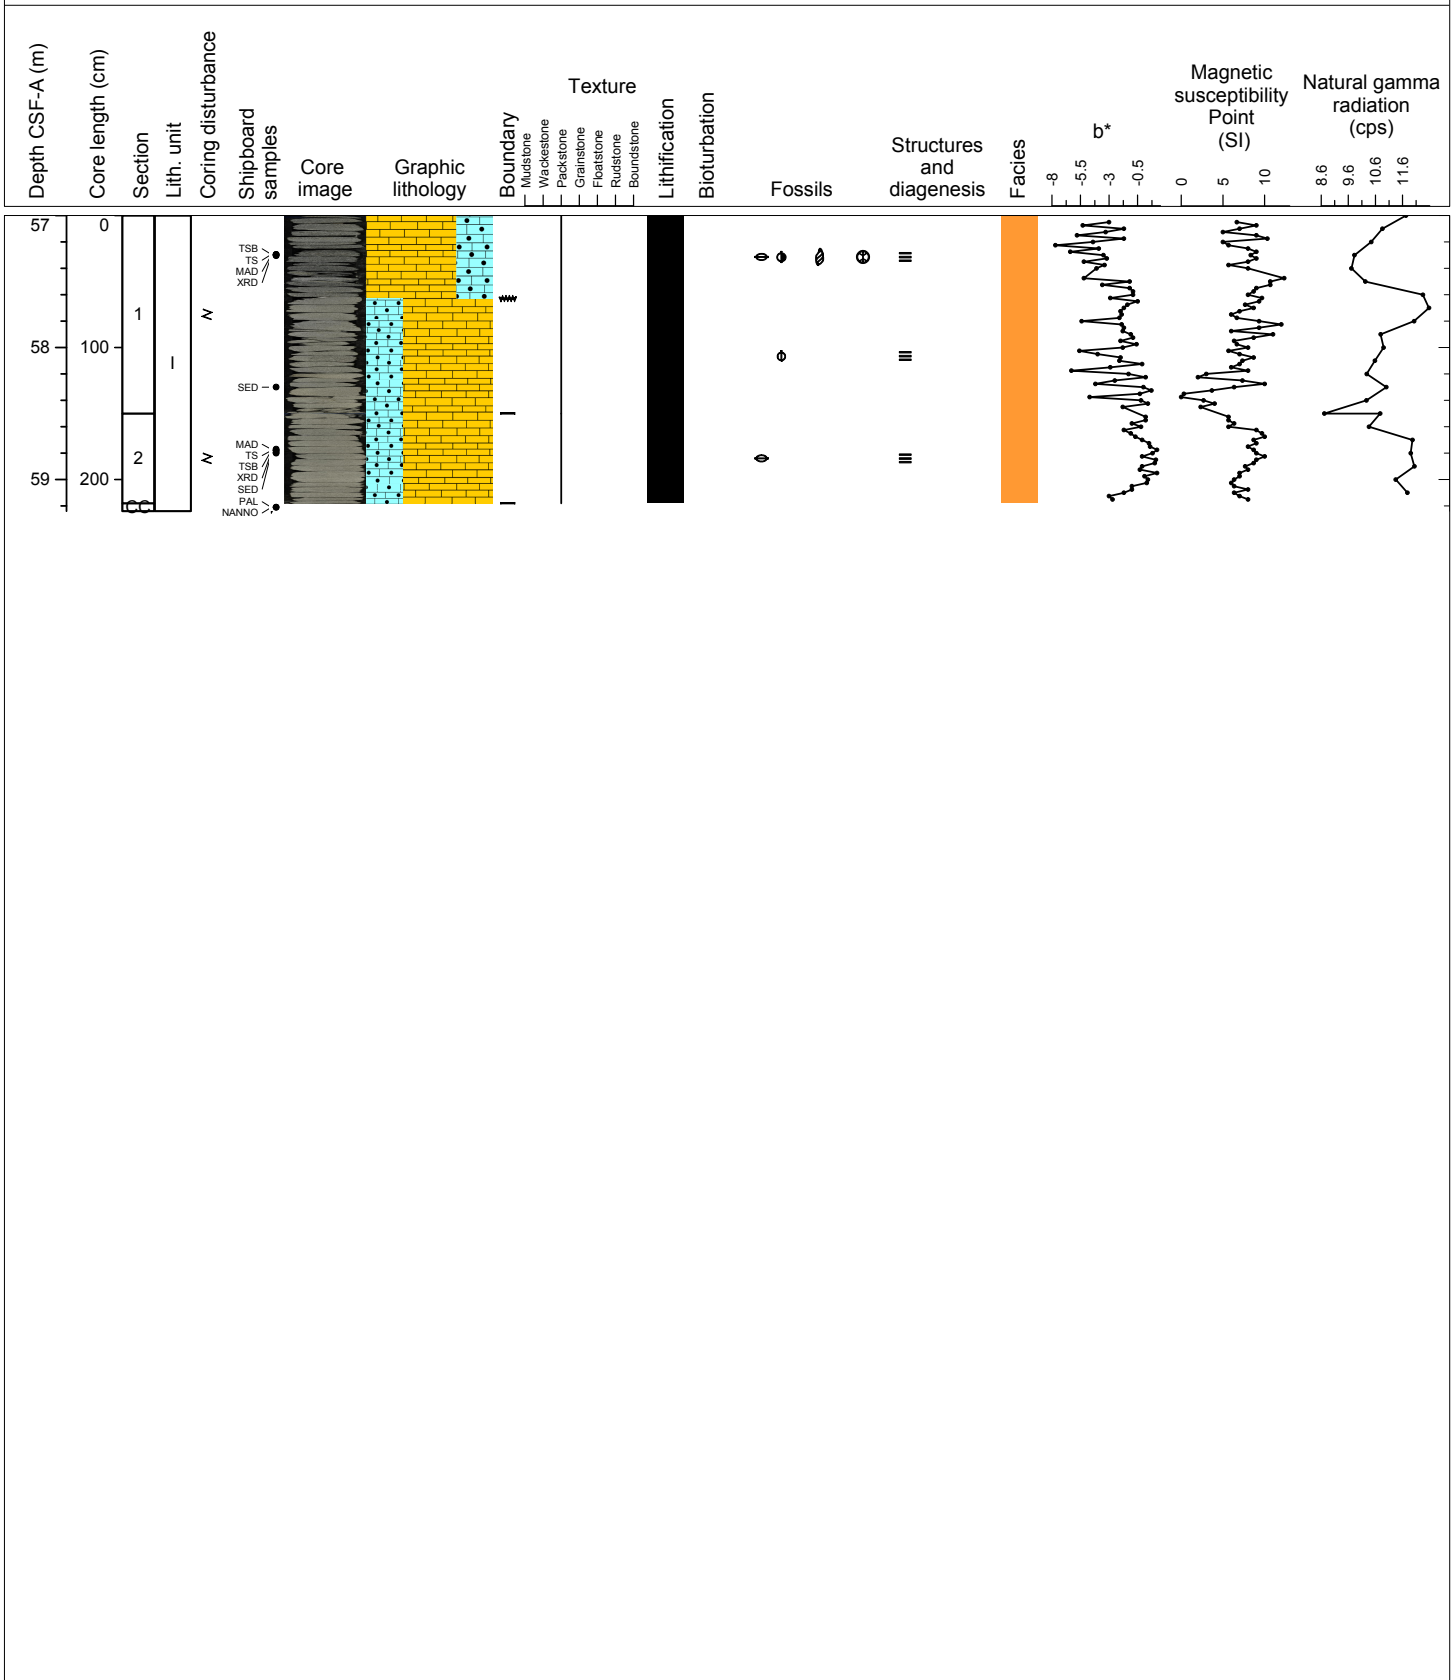 Depth CSF-A (m)
Core length (cm)
Section
Lith. unit
Coring disturbance
Shipboard
samples
Core
image
Graphic
lithology
Boundary
Texture
Mudstone
Wackestone
Packstone
Grainstone
Floatstone
Rudstone
Boundstone
Lithification
Bioturbation
Fossils
Structures
and
diagenesis
Facies
b*
-8
-5.5
-3
-0.5
Magnetic
susceptibility
Point
(SI)
0
5
10
Natural gamma
radiation
(cps)
8.6
9.6
10.6
11.6
57
58
59
0
100
200
1
2
CC
I
TSB
TS
MAD
XRD
SED
MAD
TS
TSB
XRD
SED
PAL
NANNO